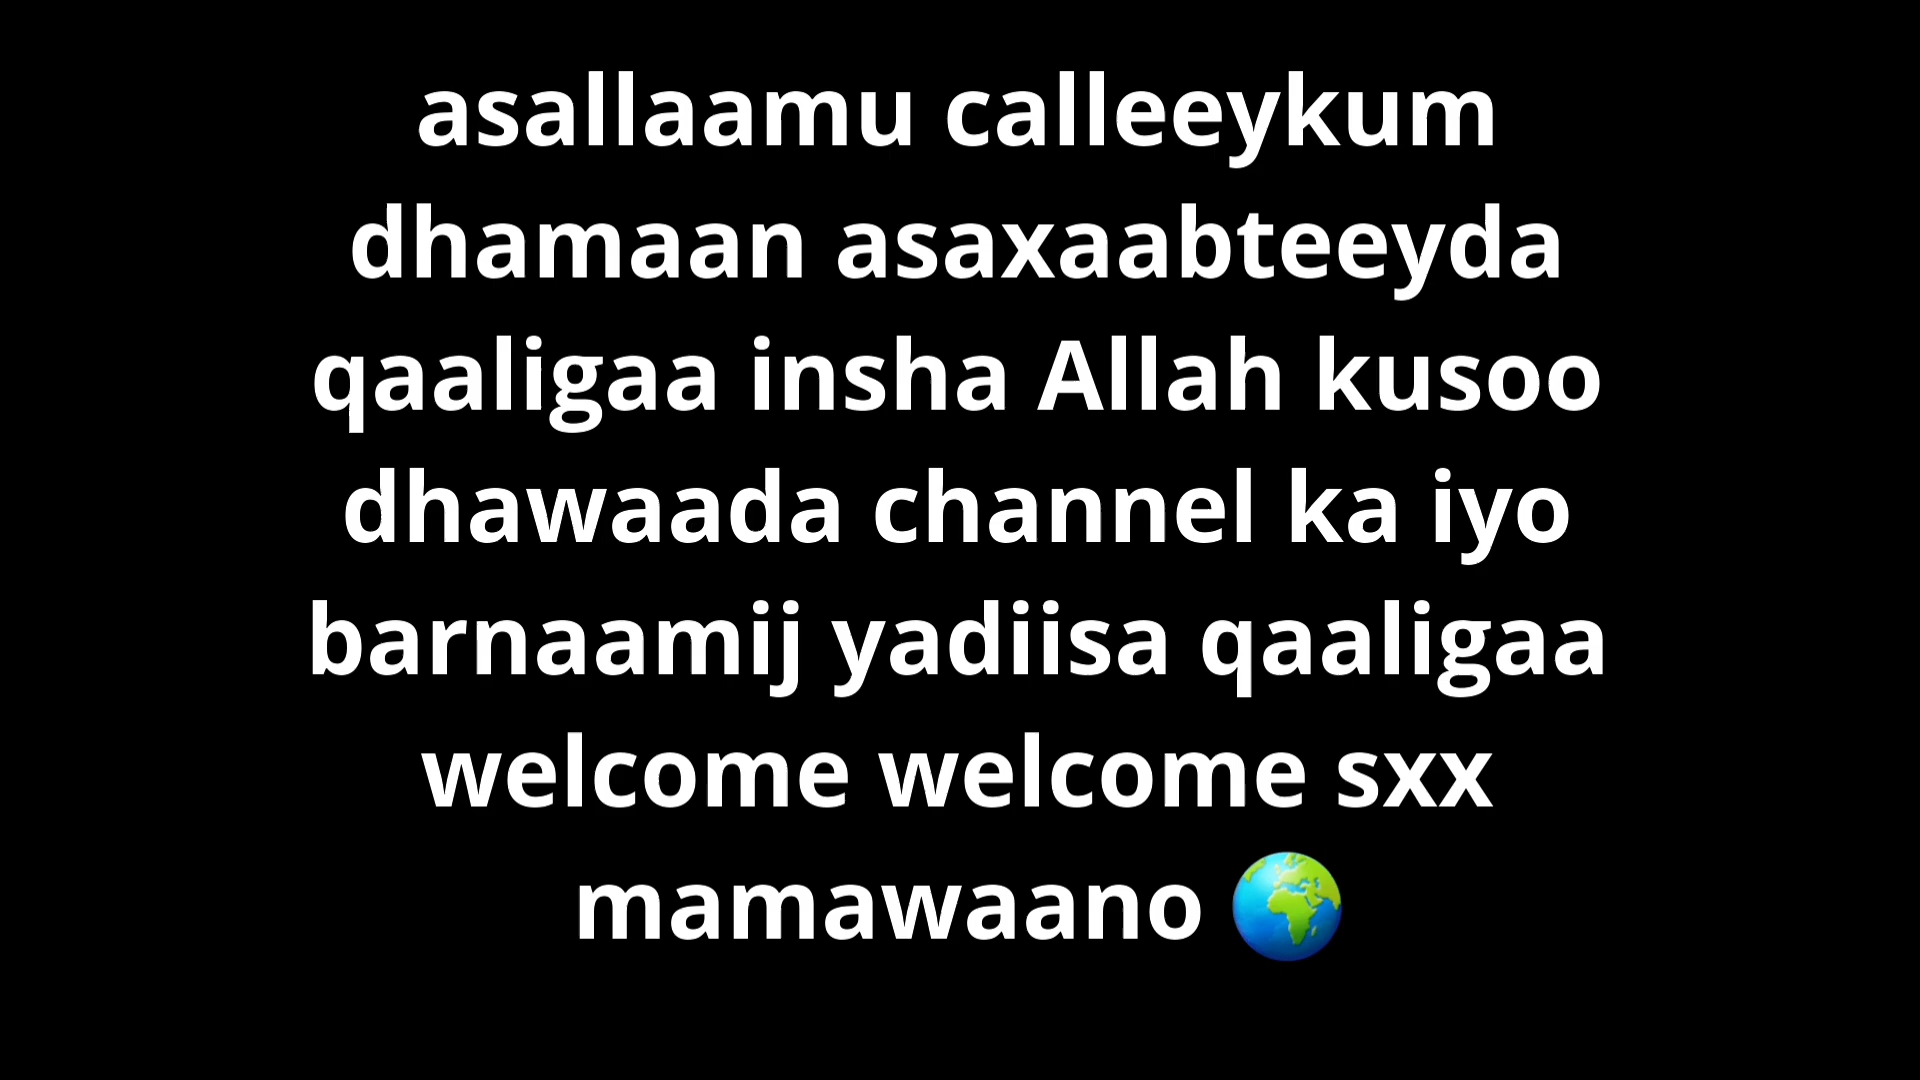 asallaamu calleeykum
dhamaan asaxaabteeyda
qaaligaa insha Allah kusoo
dhawaada channel ka iyo
barnaamij yadiisa qaaligaa
welcome welcome sxx
mamawaano 🌍